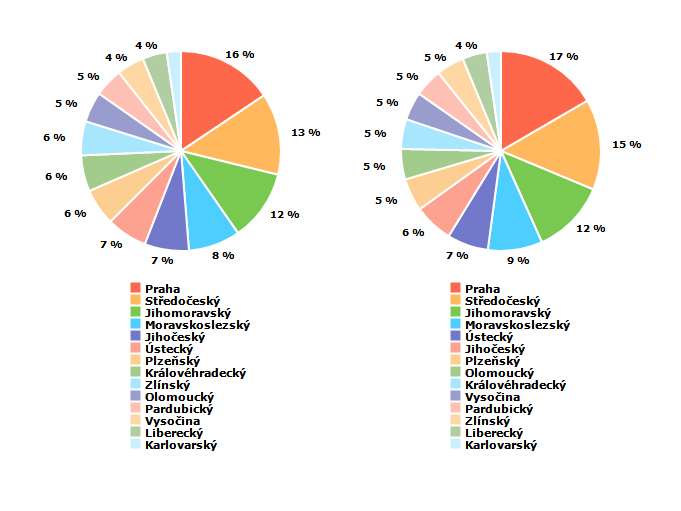 16 %
13 %
12 %
8 %
7 %
7 %
6 %
6 %
6 %
5 %
5 %
4 %
4 %
Praha
Středočeský
Jihomoravský
Moravskoslezský
Jihočeský
Ústecký
Plzeňský
Královéhradecký
Zlínský
Olomoucký
Pardubický
Vysočina
Liberecký
Karlovarský
17 %
15 %
12 %
9 %
7 %
6 %
5 %
5 %
5 %
5 %
5 %
5 %
4 %
Praha
Středočeský
Jihomoravský
Moravskoslezský
Ústecký
Jihočeský
Plzeňský
Olomoucký
Královéhradecký
Vysočina
Pardubický
Zlínský
Liberecký
Karlovarský